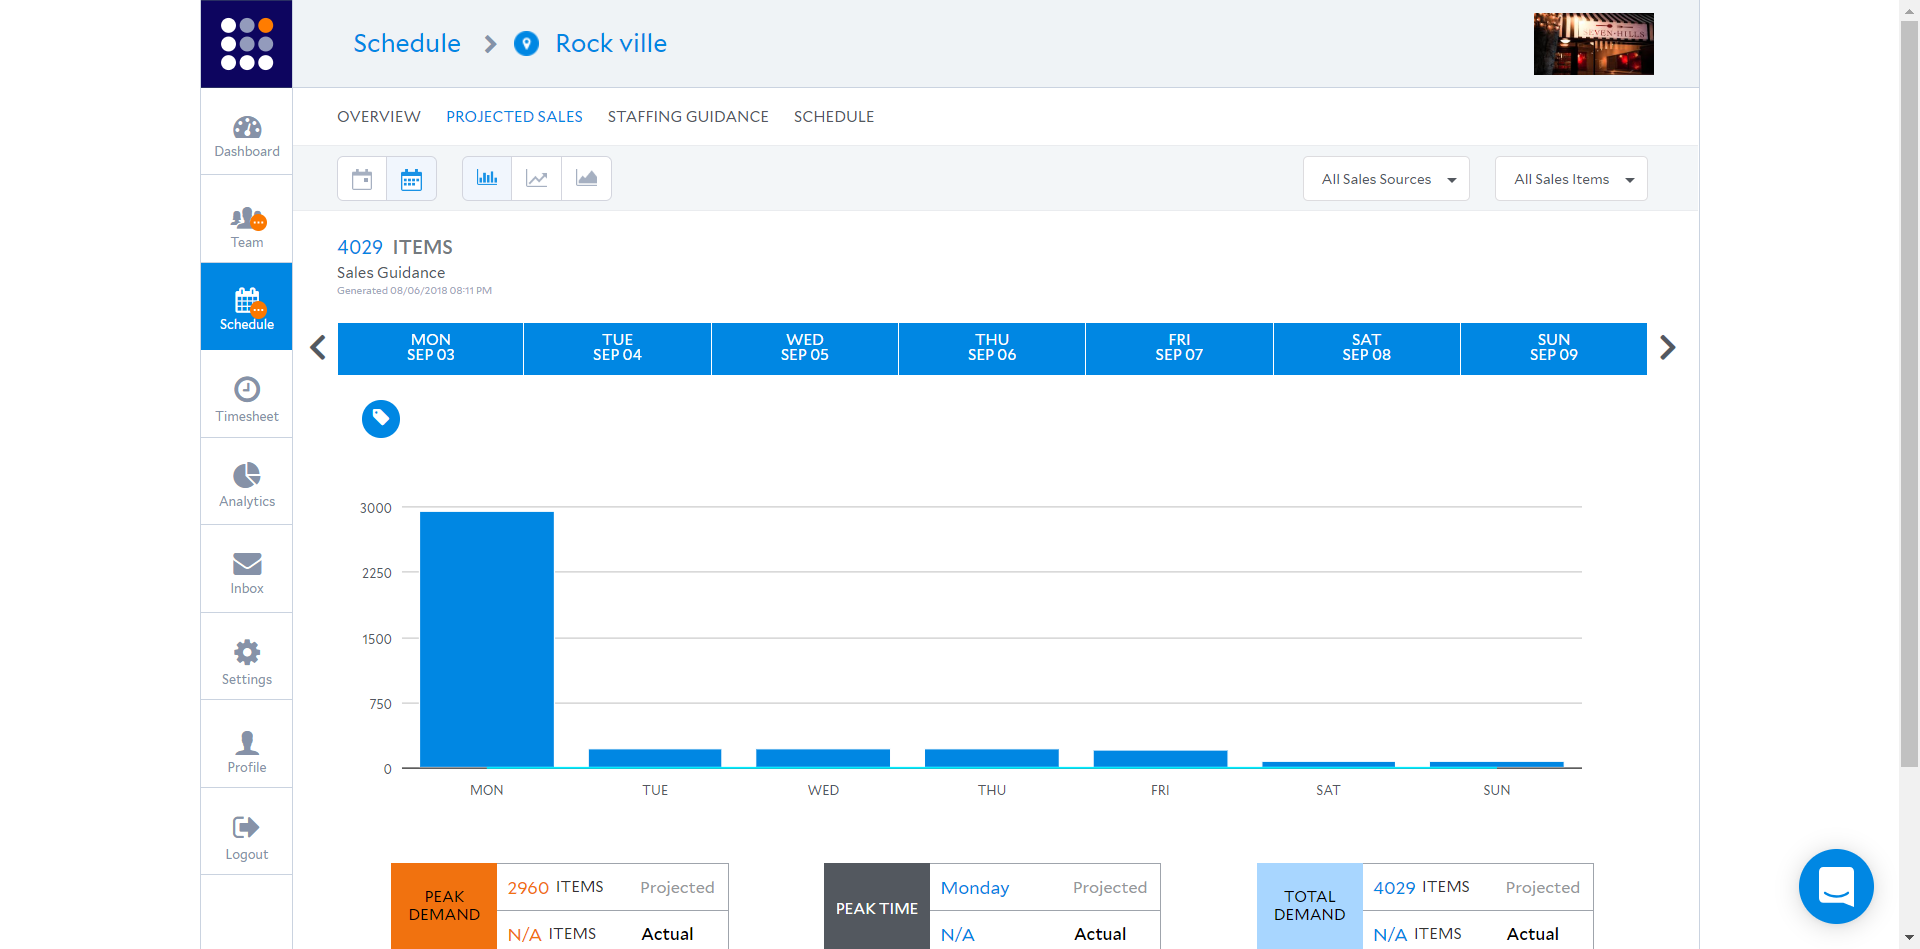 Schedule
Rock ville
SEVEN·HILLS
OVERVIEW
PROJECTED SALES
STAFFING GUIDANCE
SCHEDULE
All Sales Sources
All Sales Items
Dashboard
Team
Schedule
Timesheet
Analytics
Inbox
Settings
Profile
Logout
4029 ITEMS
Sales Guidance
Generated 08/06/2018 08:11 PM
MON
SEP 03
TUE
SEP 04
WED
SEP 05
THU
SEP 06
FRI
SEP 07
SAT
SEP 08
SUN
SEP 09
3000
2250
1500
750
0
MON
TUE
WED
THU
FRI
SAT
SUN
PEAK
DEMAND
2960 ITEMS Projected
N/A ITEMS Actual
PEAK TIME
Monday Projected
N/A Actual
TOTAL
DEMAND
4029 ITEMS Projected
N/A ITEMS Actual